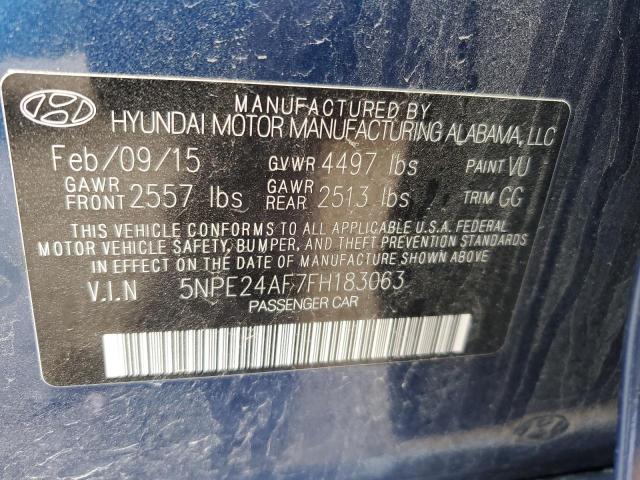 MANUFACTURED BY
HYUNDAI MOTOR MANUFACTURING ALABAMA, LLC
Feb/09/15 GVWR 4497 lbs PAINT VU
GAWR FRONT 2557 lbs GAWR REAR 2513 lbs TRIM GG
THIS VEHICLE CONFORMS TO ALL APPLICABLE U.S.A. FEDERAL
MOTOR VEHICLE SAFETY, BUMPER, AND THEFT PREVENTION STANDARDS
IN EFFECT ON THE DATE OF MANUFACTURE SHOWN ABOVE.
V.I.N 5NPE24AF7FH183063
PASSENGER CAR